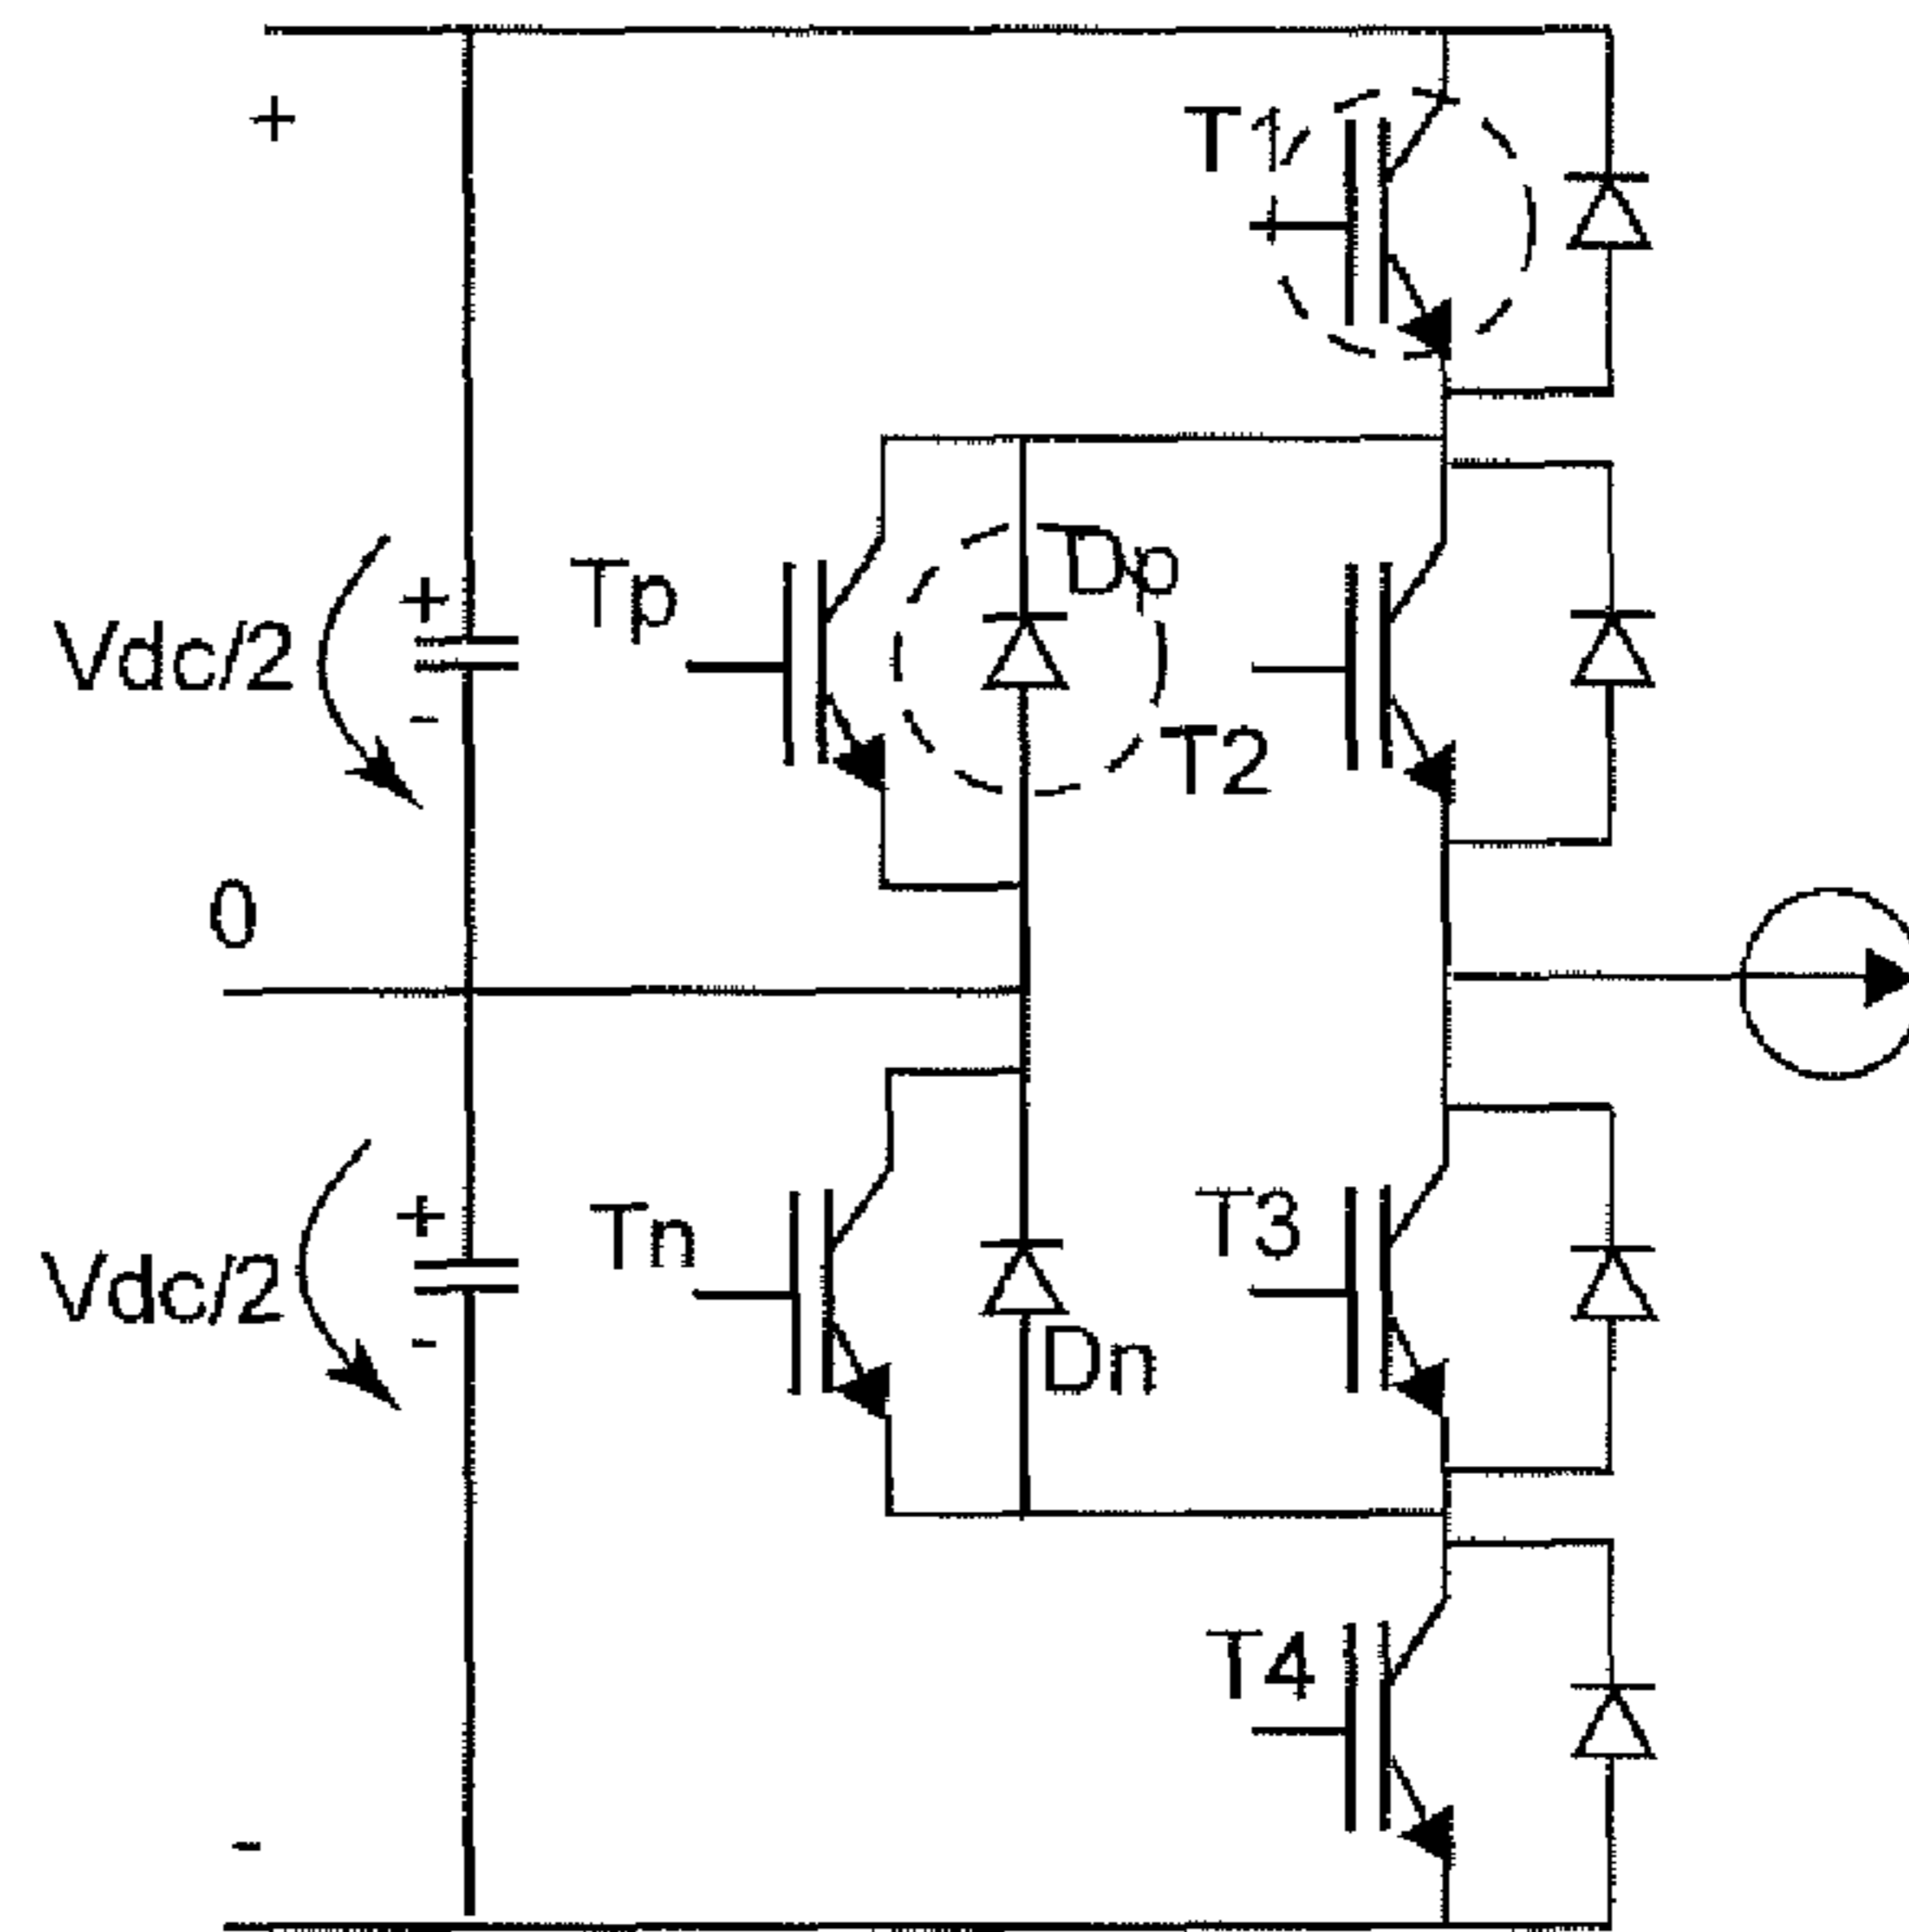 +
T1
Tp
Dp
+
Vdc/2
-
T2
0
Tn
+
T3
Vdc/2
-
Dn
T4
-